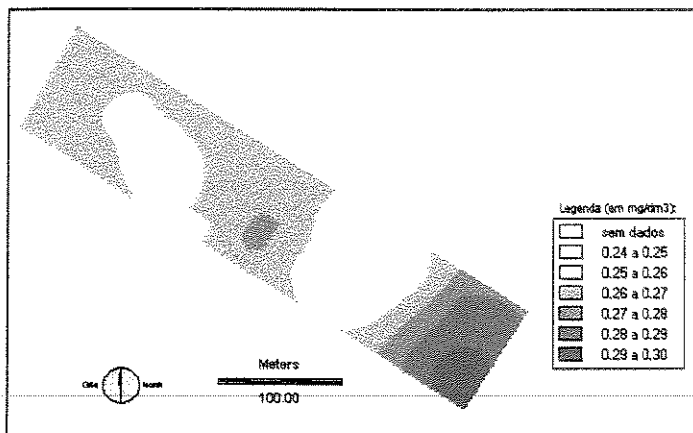 Legenda (em mg/dm3):
sem dados
0.24 a 0.25
0.25 a 0.26
0.26 a 0.27
0.27 a 0.28
0.28 a 0.29
0.29 a 0.30
Meters
100.00
Grid
North